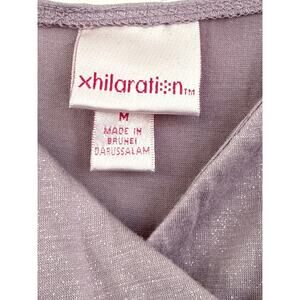 xhilaration™
M
MADE IN
BRUNEI
DARUSSALAM